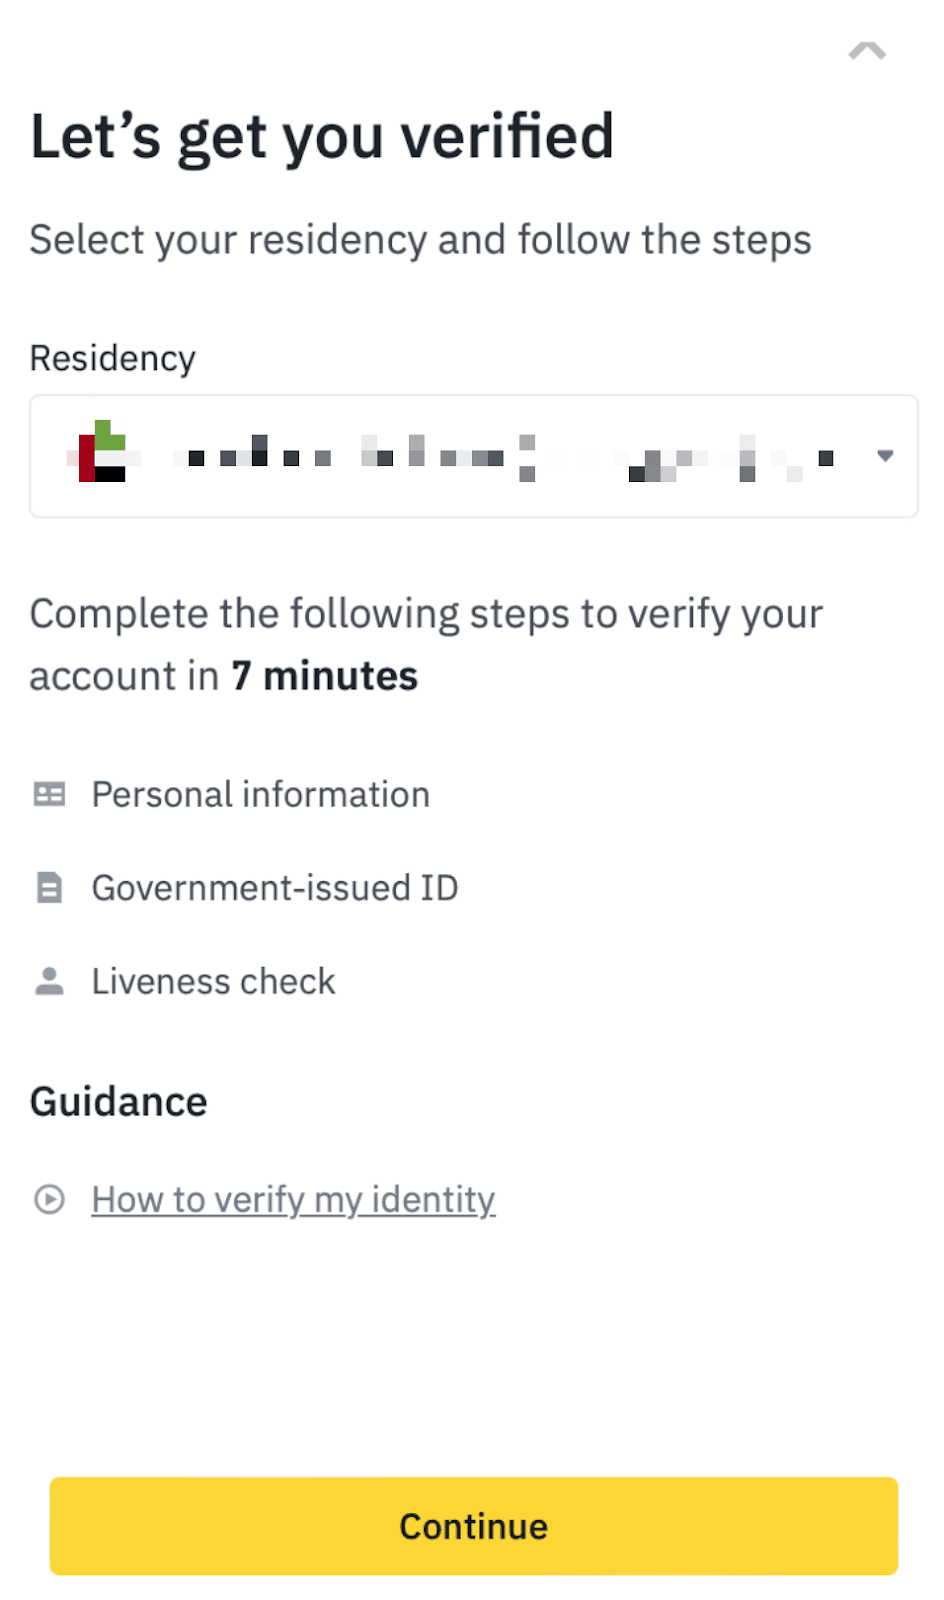 Let’s get you verified
Select your residency and follow the steps
Residency
Complete the following steps to verify your
account in 7 minutes
Personal information
Government-issued ID
Liveness check
Guidance
How to verify my identity
Continue